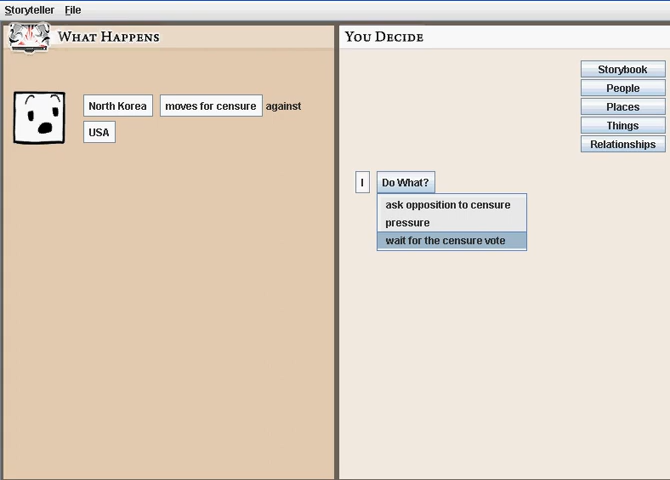 Storyteller File
What Happens
North Korea moves for censure against
USA
You Decide
Storybook
People
Places
Things
Relationships
I Do What?
ask opposition to censure
pressure
wait for the censure vote